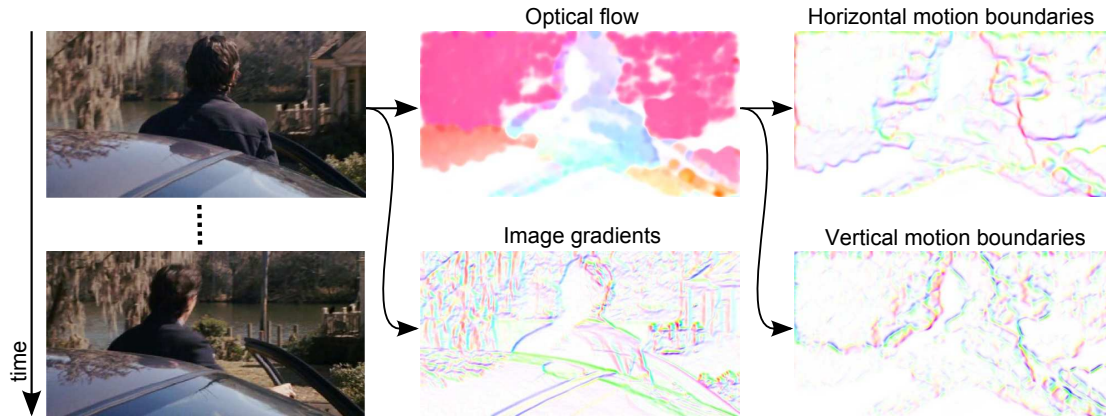 Optical flow
Horizontal motion boundaries
Image gradients
Vertical motion boundaries
time